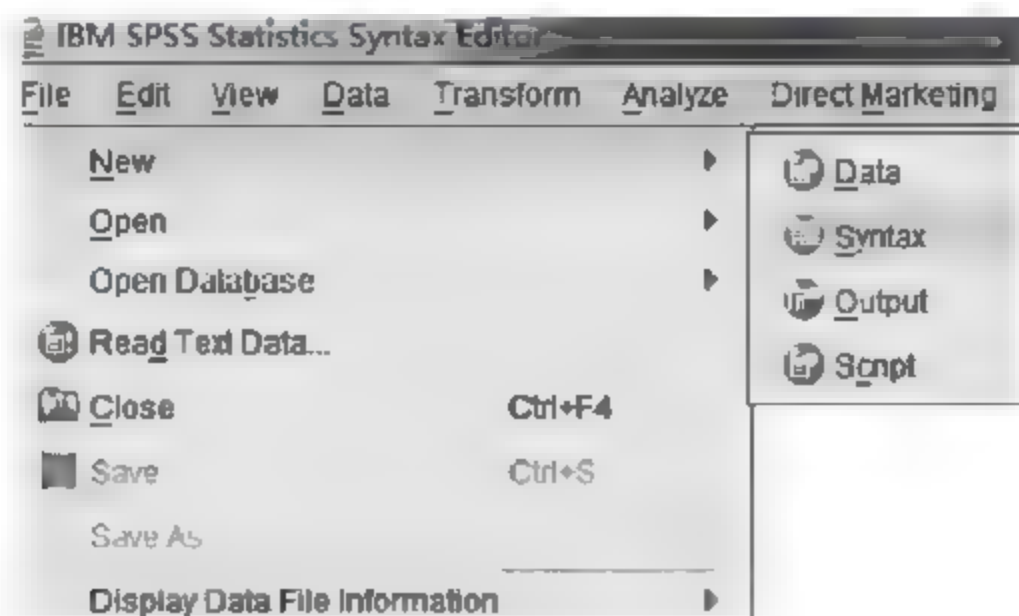 IBM SPSS Statistics Syntax Editor
File Edit View Data Transform Analyze Direct Marketing
New
Open
Open Database
Read Text Data...
Close Ctrl+F4
Save Ctrl+S
Save As
Display Data File Information
Data
Syntax
Output
Script